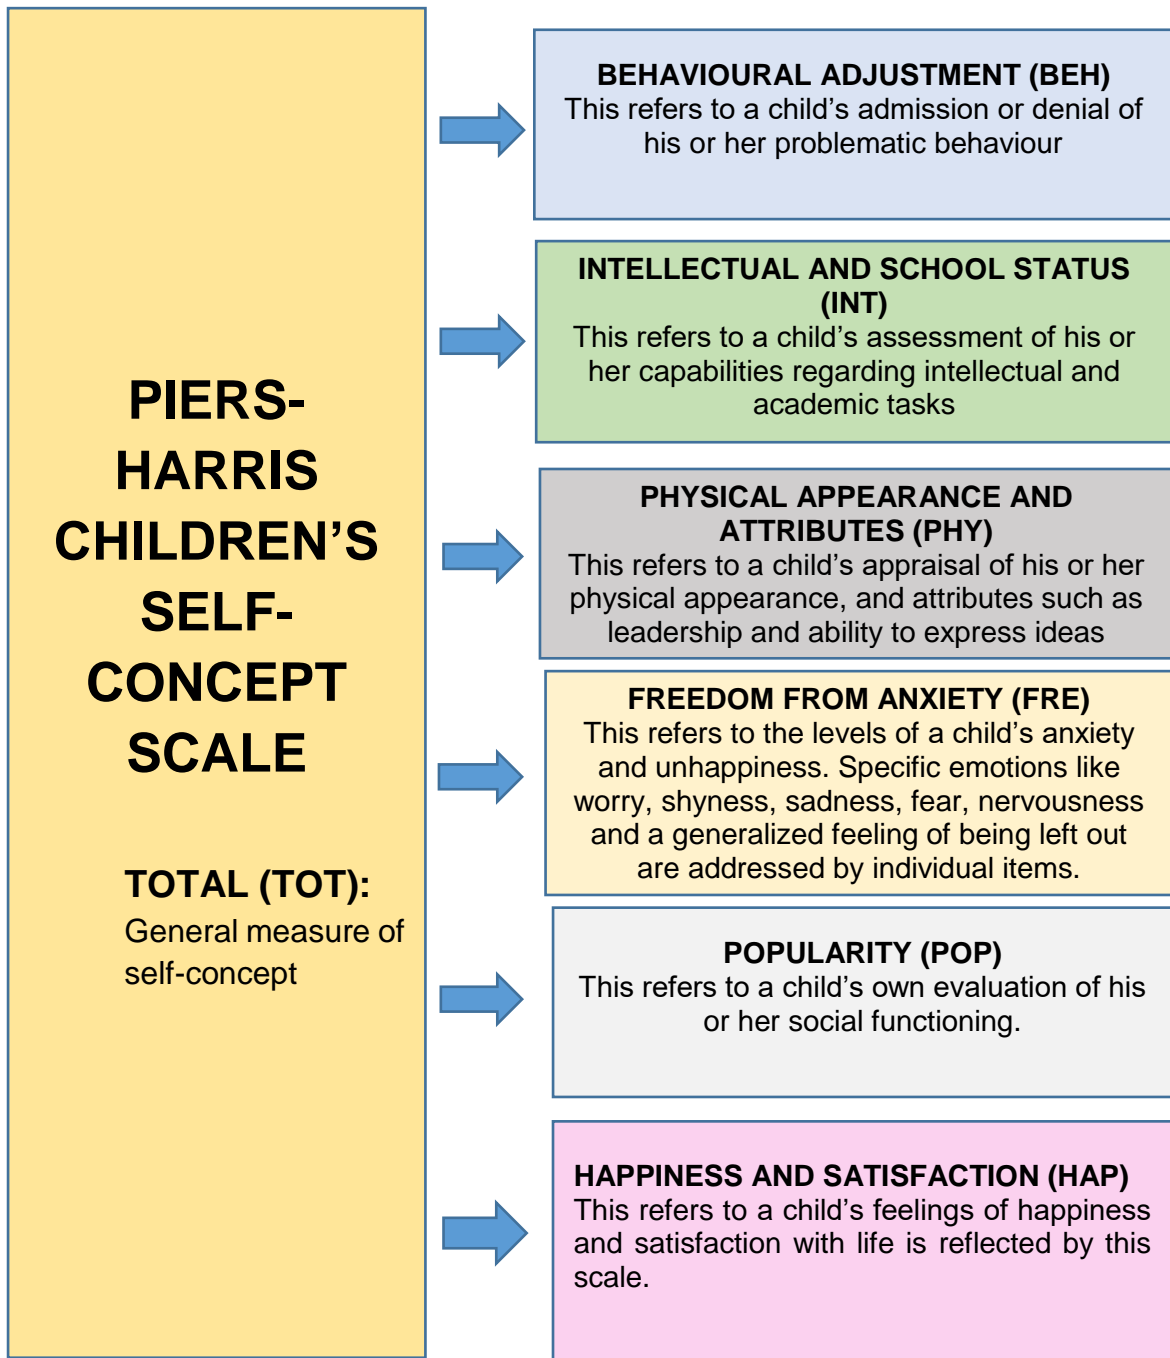 PIERS-
HARRIS
CHILDREN’S
SELF-
CONCEPT
SCALE
TOTAL (TOT):
General measure of
self-concept
BEHAVIOURAL ADJUSTMENT (BEH)
This refers to a child’s admission or denial of
his or her problematic behaviour
INTELLECTUAL AND SCHOOL STATUS
(INT)
This refers to a child’s assessment of his or
her capabilities regarding intellectual and
academic tasks
PHYSICAL APPEARANCE AND
ATTRIBUTES (PHY)
This refers to a child’s appraisal of his or her
physical appearance, and attributes such as
leadership and ability to express ideas
FREEDOM FROM ANXIETY (FRE)
This refers to the levels of a child’s anxiety
and unhappiness. Specific emotions like
worry, shyness, sadness, fear, nervousness
and a generalized feeling of being left out
are addressed by individual items.
POPULARITY (POP)
This refers to a child’s own evaluation of his
or her social functioning.
HAPPINESS AND SATISFACTION (HAP)
This refers to a child’s feelings of happiness
and satisfaction with life is reflected by this
scale.